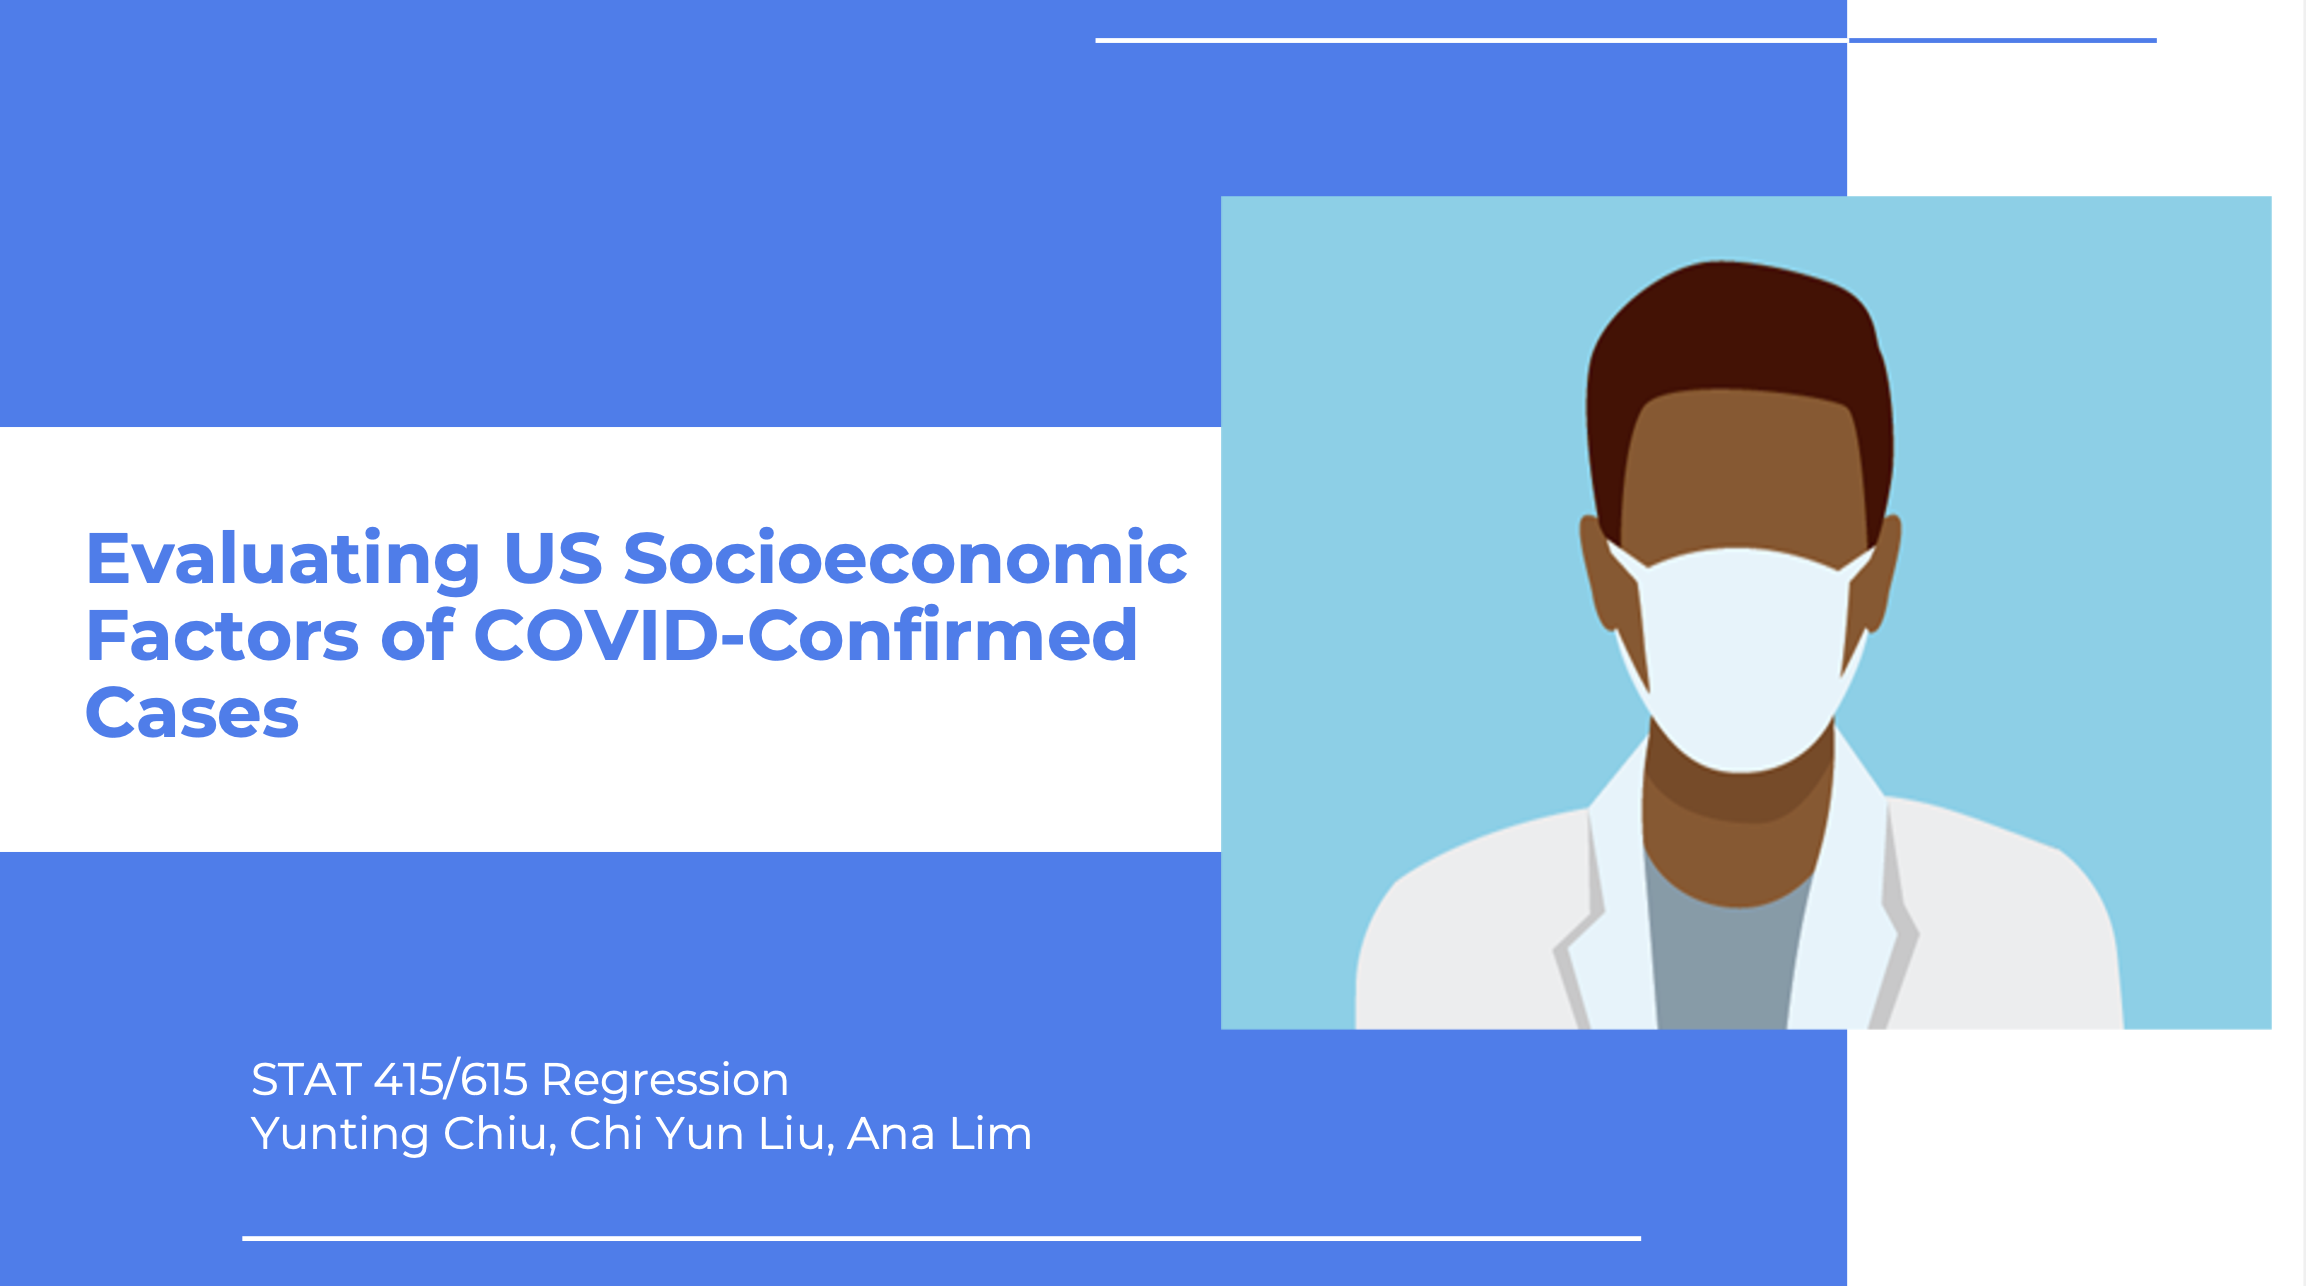 Evaluating US Socioeconomic
Factors of COVID-Confirmed
Cases
STAT 415/615 Regression
Yunting Chiu, Chi Yun Liu, Ana Lim